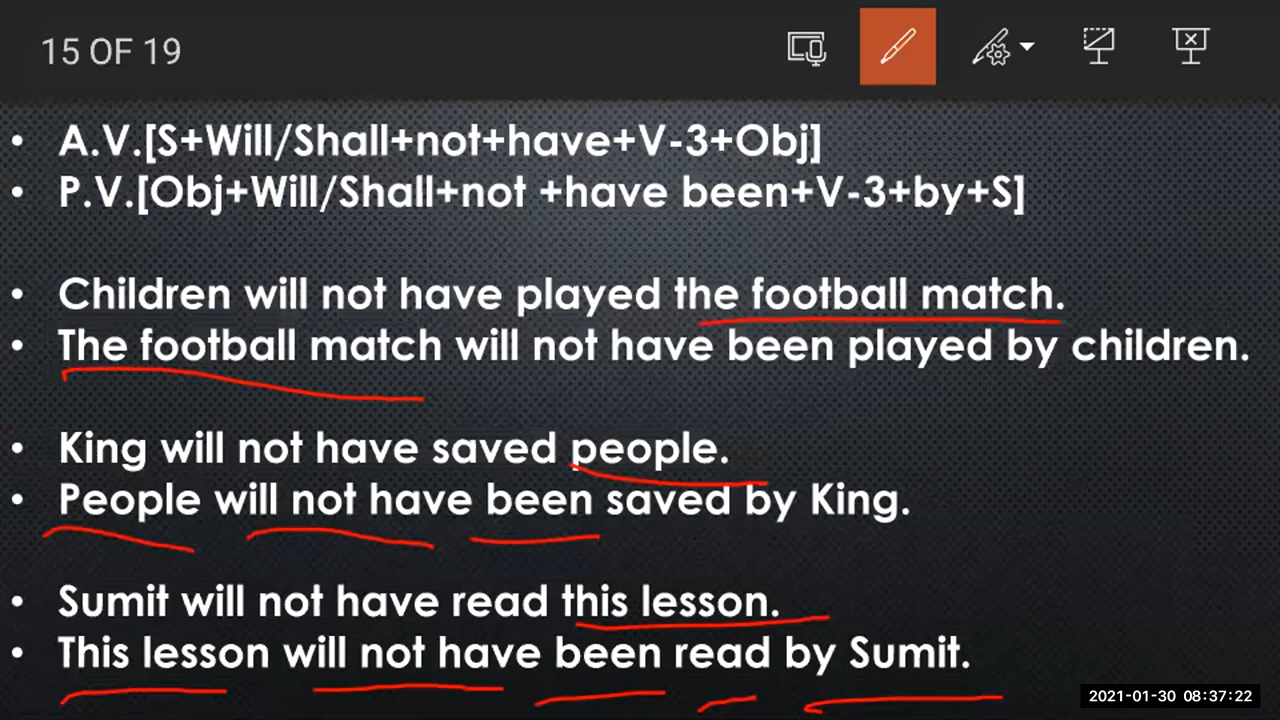 15 OF 19
• A.V.[S+Will/Shall+not+have+V-3+Obj]
• P.V.[Obj+Will/Shall+not +have been+V-3+by+S]
• Children will not have played the football match.
• The football match will not have been played by children.
• King will not have saved people.
• People will not have been saved by King.
• Sumit will not have read this lesson.
• This lesson will not have been read by Sumit.
2021-01-30 08:37:22